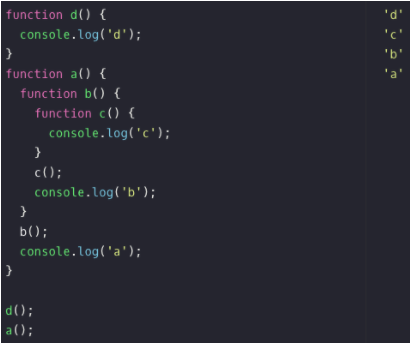 function d() {
  console.log('d');
}
function a() {
  function b() {
    function c() {
      console.log('c');
    }
    c();
    console.log('b');
  }
  b();
  console.log('a');
}

d();
a();
'd'
'c'
'b'
'a'